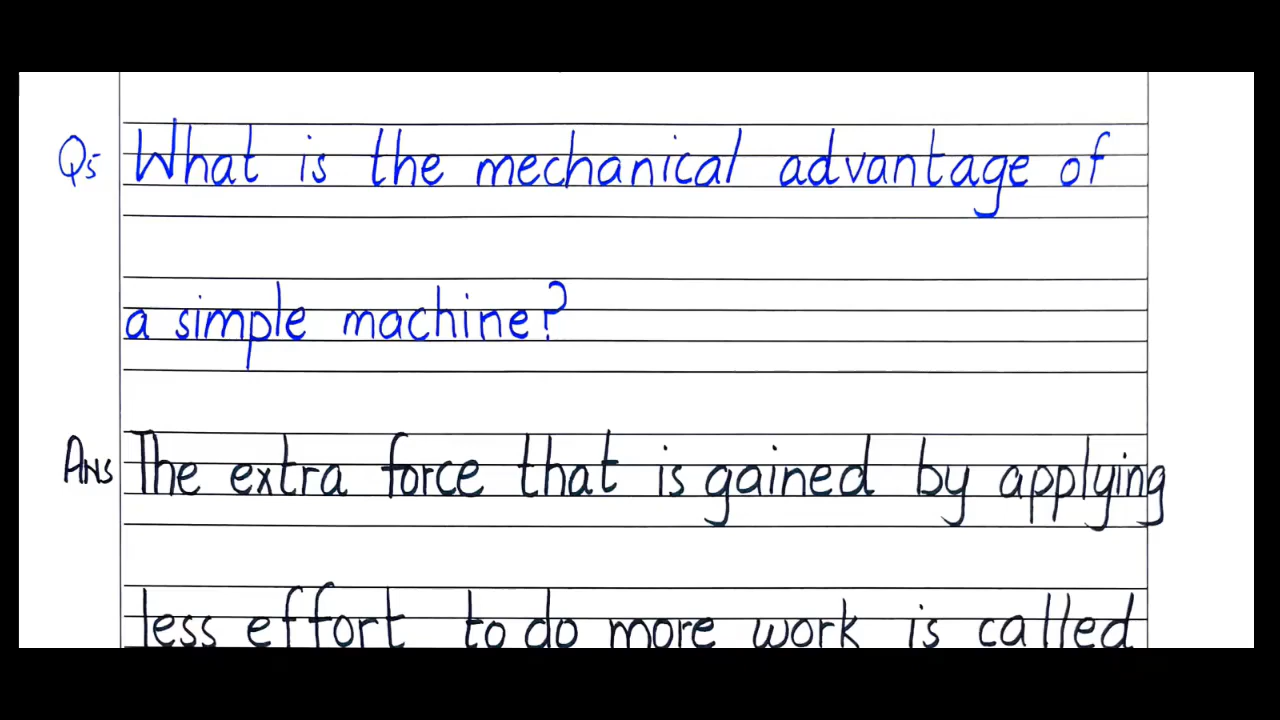 Q5 What is the mechanical advantage of
a simple machine?
Ans The extra force that is gained by applying
less effort to do more work is called